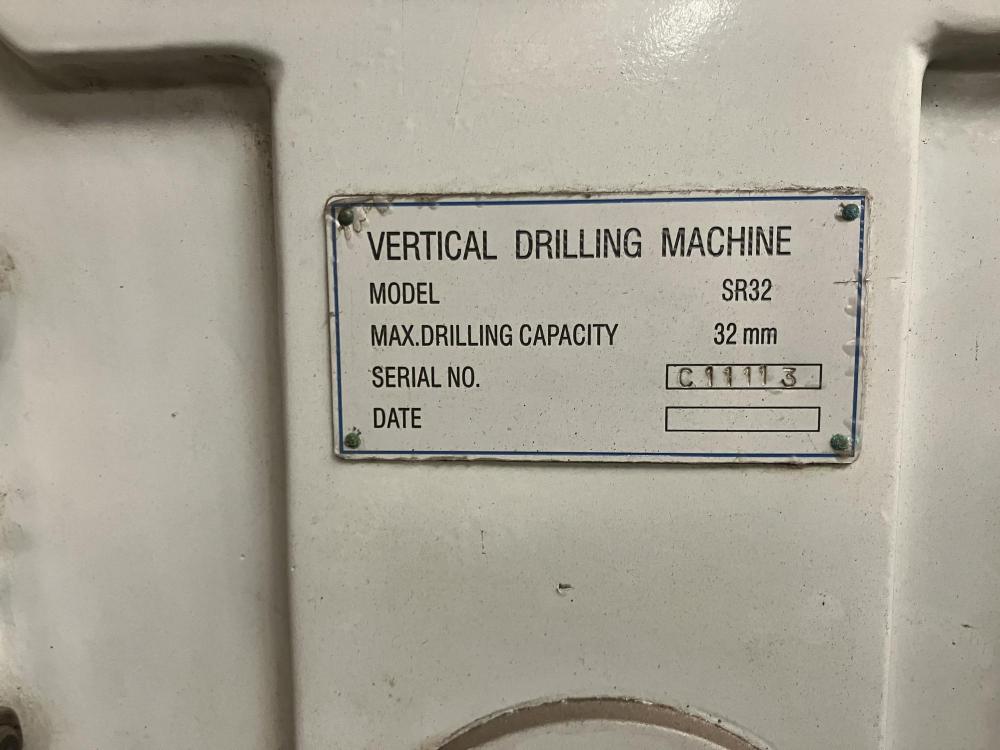 VERTICAL DRILLING MACHINE
MODEL SR32
MAX.DRILLING CAPACITY 32 mm
SERIAL NO. C11113
DATE